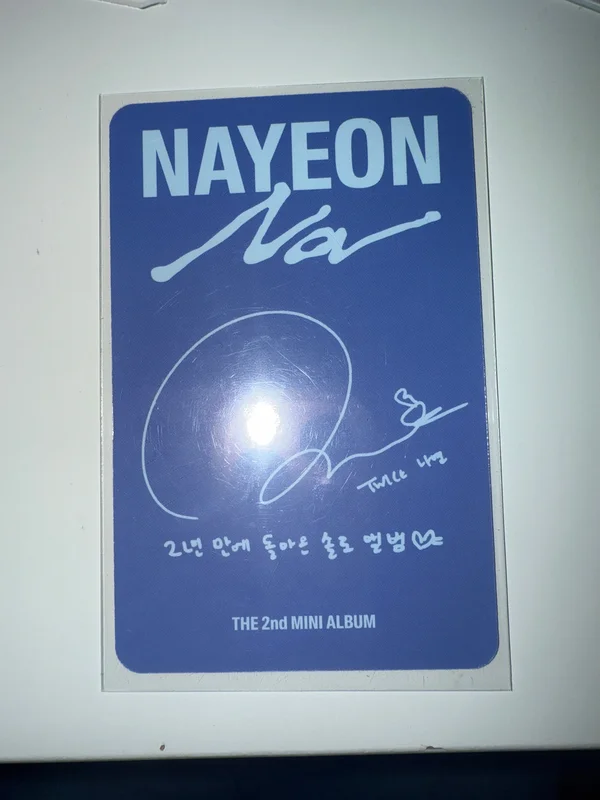 NAYEON
Na
Twice 나연
2년 만에 돌아온 솔로 앨범
THE 2nd MINI ALBUM